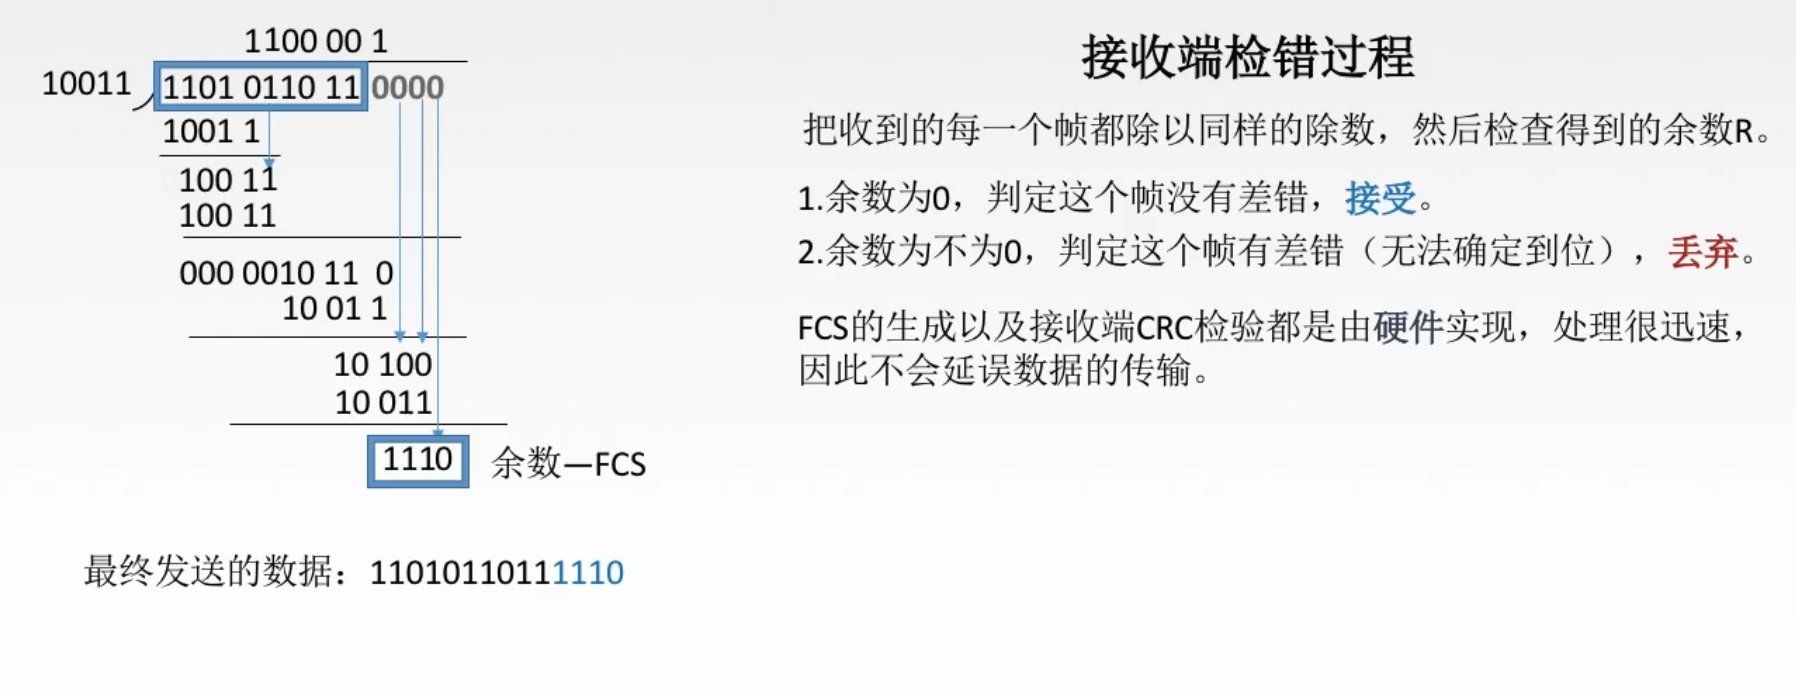 1100 00 1
10011 1101 0110 11 0000
1001 1
100 11
100 11
000 0010 11 0
10 01 1
10 100
10 011
1110 余数—FCS
最终发送的数据：11010110111110
接收端检错过程
把收到的每一个帧都除以同样的除数，然后检查得到的余数R。
1.余数为0，判定这个帧没有差错，接受。
2.余数为不为0，判定这个帧有差错（无法确定到位），丢弃。
FCS的生成以及接收端CRC检验都是由硬件实现，处理很迅速，
因此不会延误数据的传输。